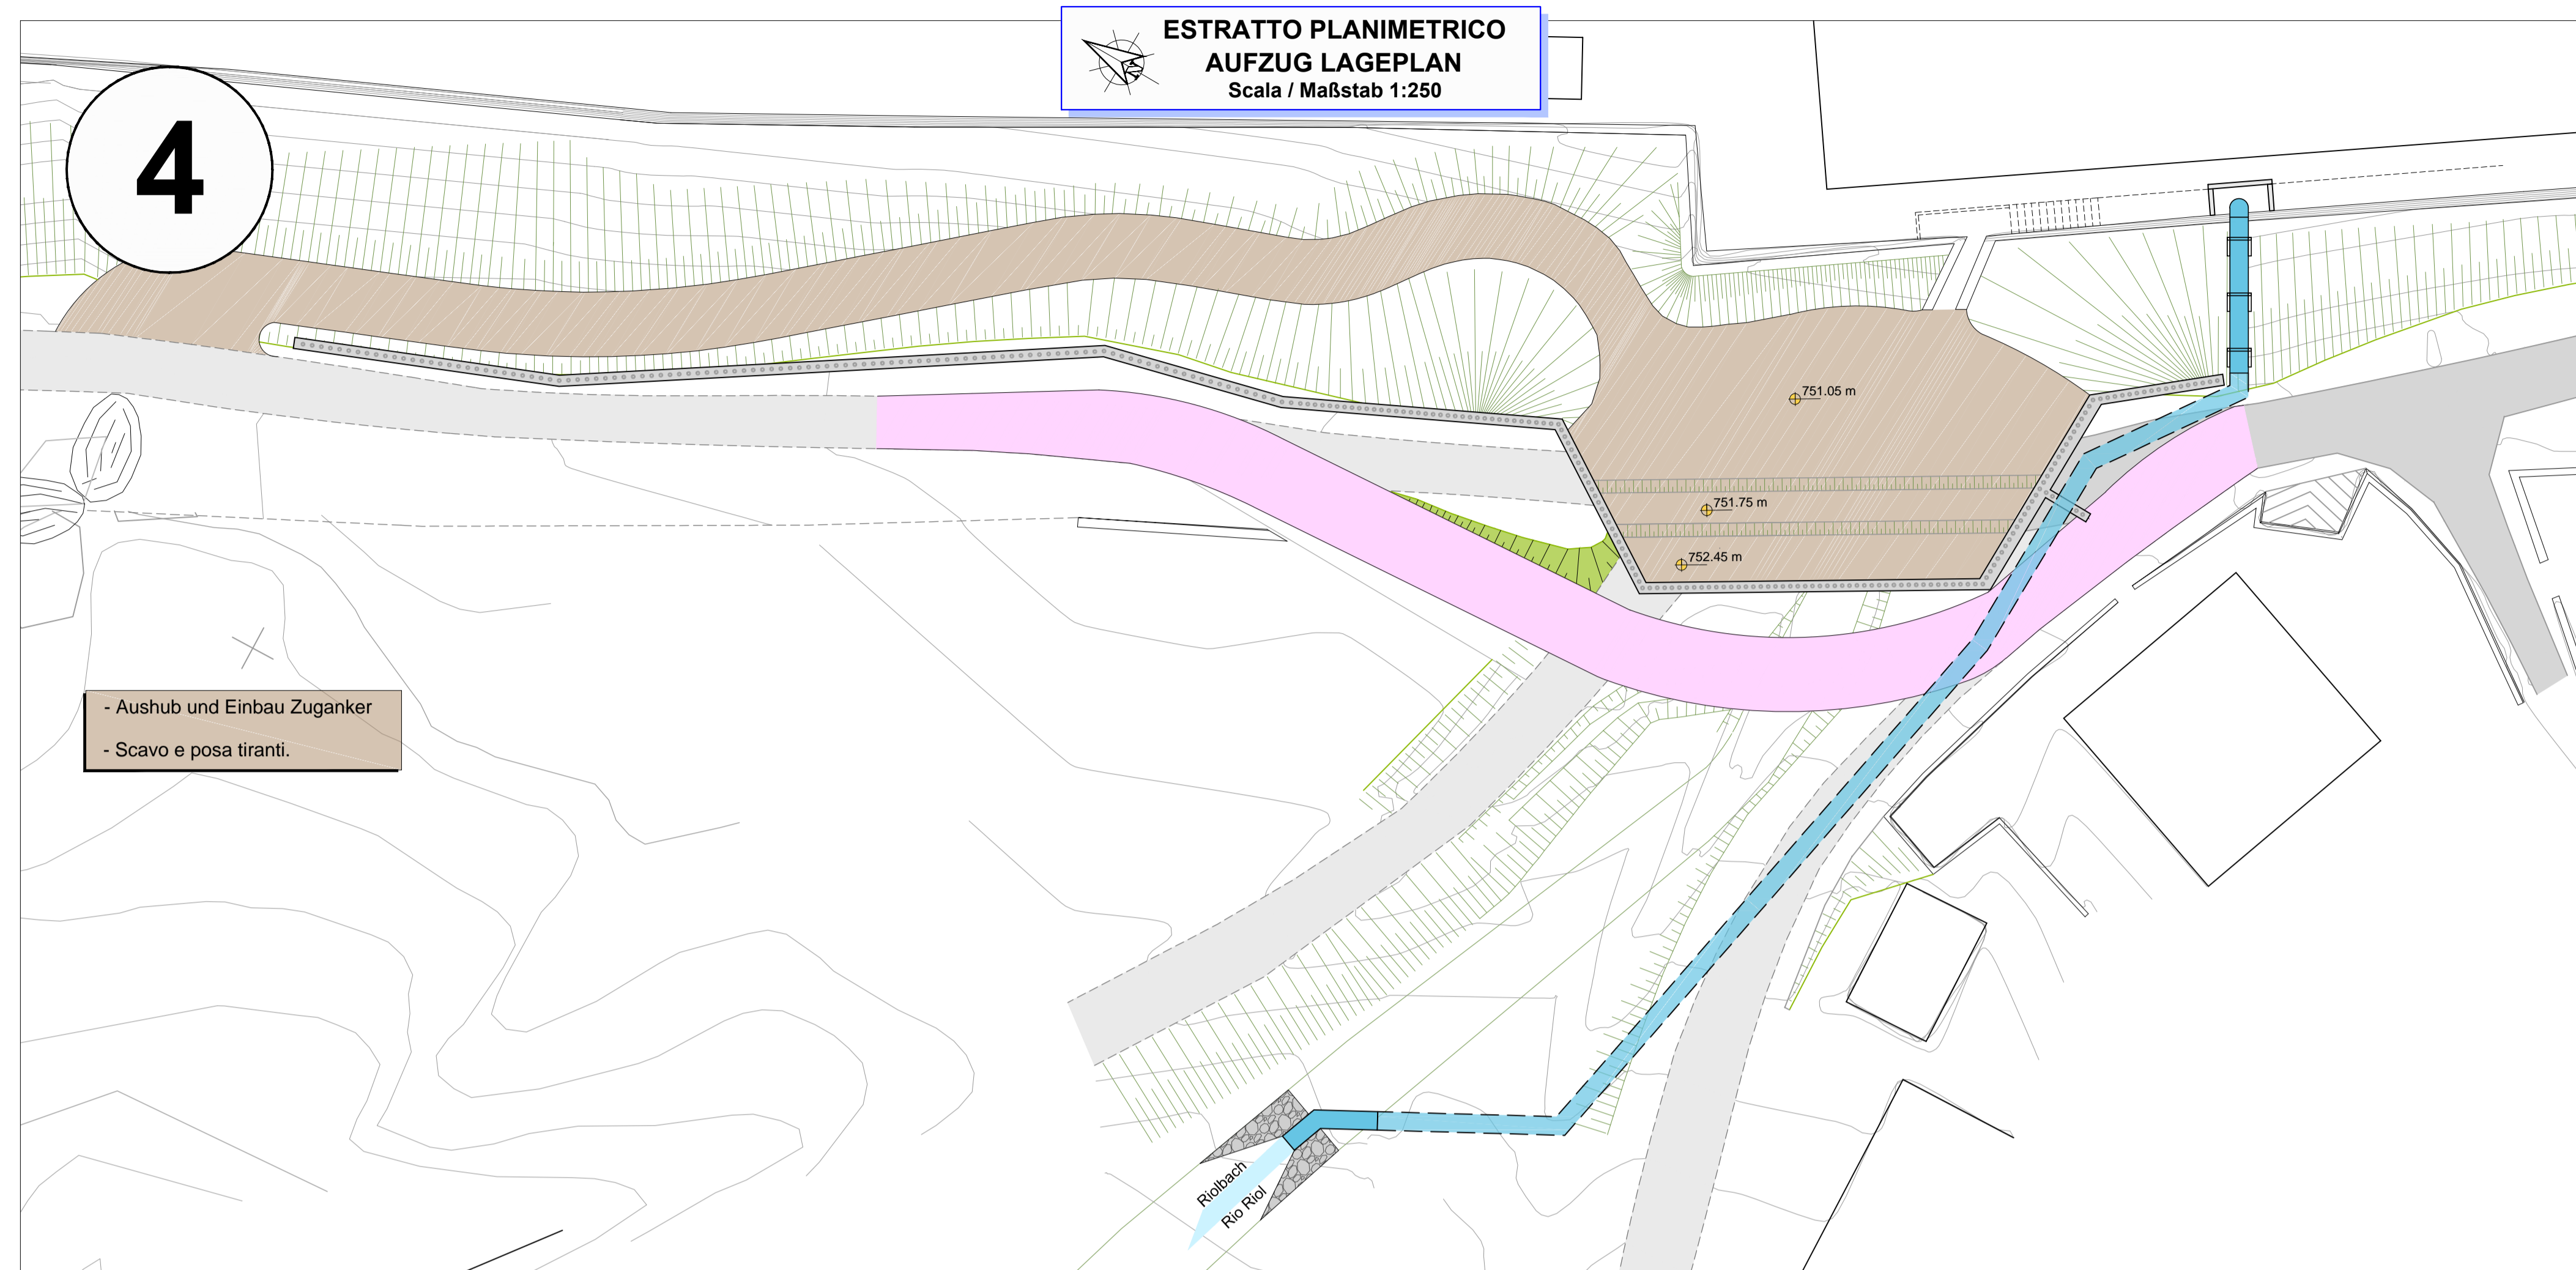 ESTRATTO PLANIMETRICO
AUFZUG LAGEPLAN
Scala / Maßstab 1:250
4
751.05 m
751.75 m
752.45 m
- Aushub und Einbau Zuganker
- Scavo e posa tiranti.
Riolbach
Rio Riol